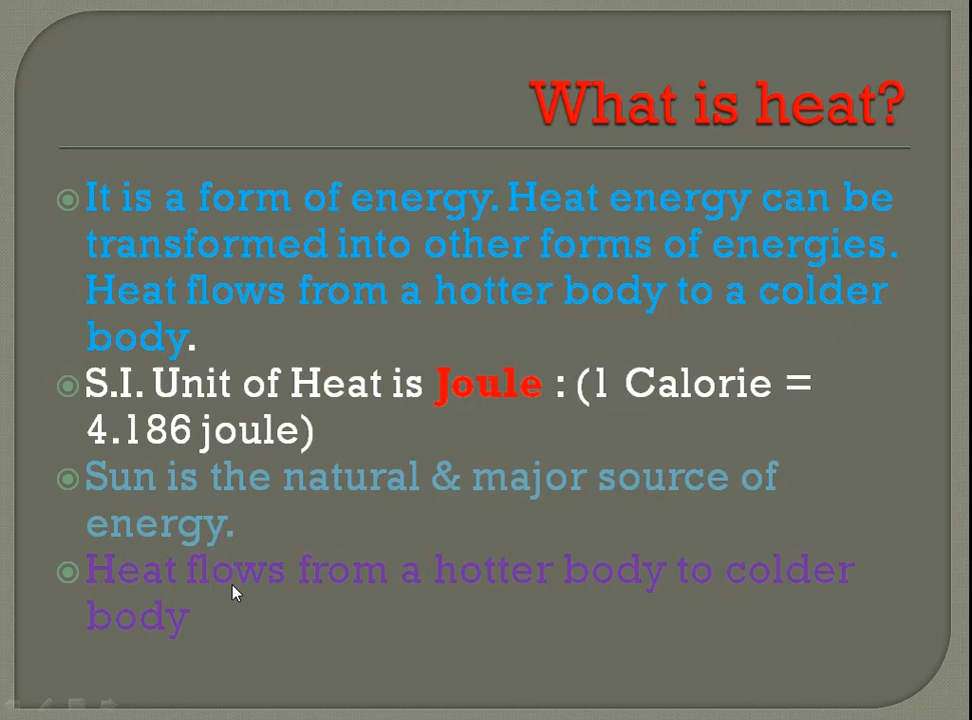 What is heat?
It is a form of energy. Heat energy can be
transformed into other forms of energies.
Heat flows from a hotter body to a colder
body.
S.I. Unit of Heat is Joule : (1 Calorie =
4.186 joule)
Sun is the natural & major source of
energy.
Heat flows from a hotter body to colder
body